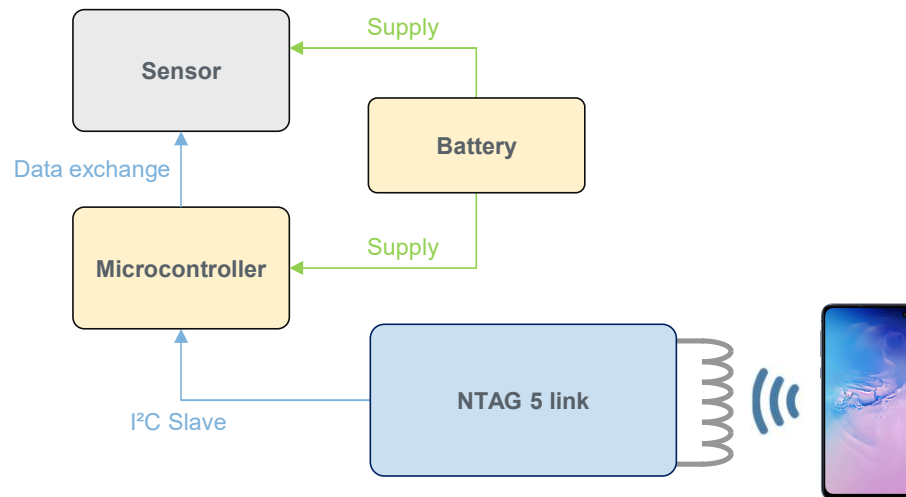 Supply
Sensor
Battery
Data exchange
Supply
Microcontroller
NTAG 5 link
I²C Slave